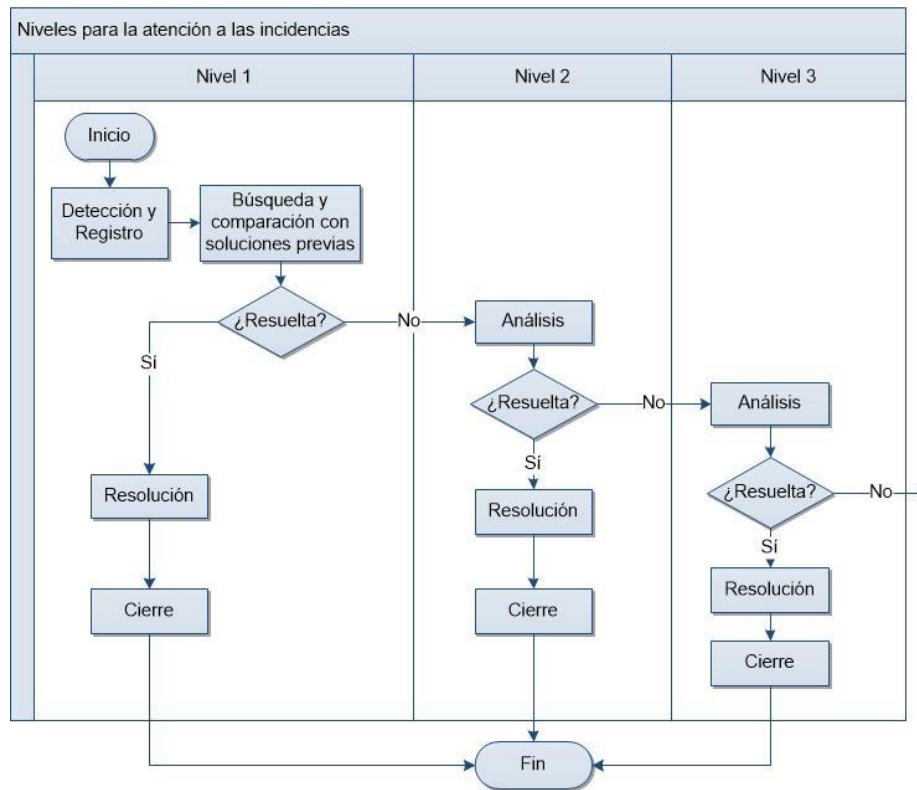 Niveles para la atención a las incidencias
Nivel 1
Nivel 2
Nivel 3
Inicio
Detección y
Registro
Búsqueda y
comparación con
soluciones previas
¿Resuelta?
No
Sí
Resolución
Cierre
Análisis
¿Resuelta?
No
Sí
Resolución
Cierre
Análisis
¿Resuelta?
No
Sí
Resolución
Cierre
Fin